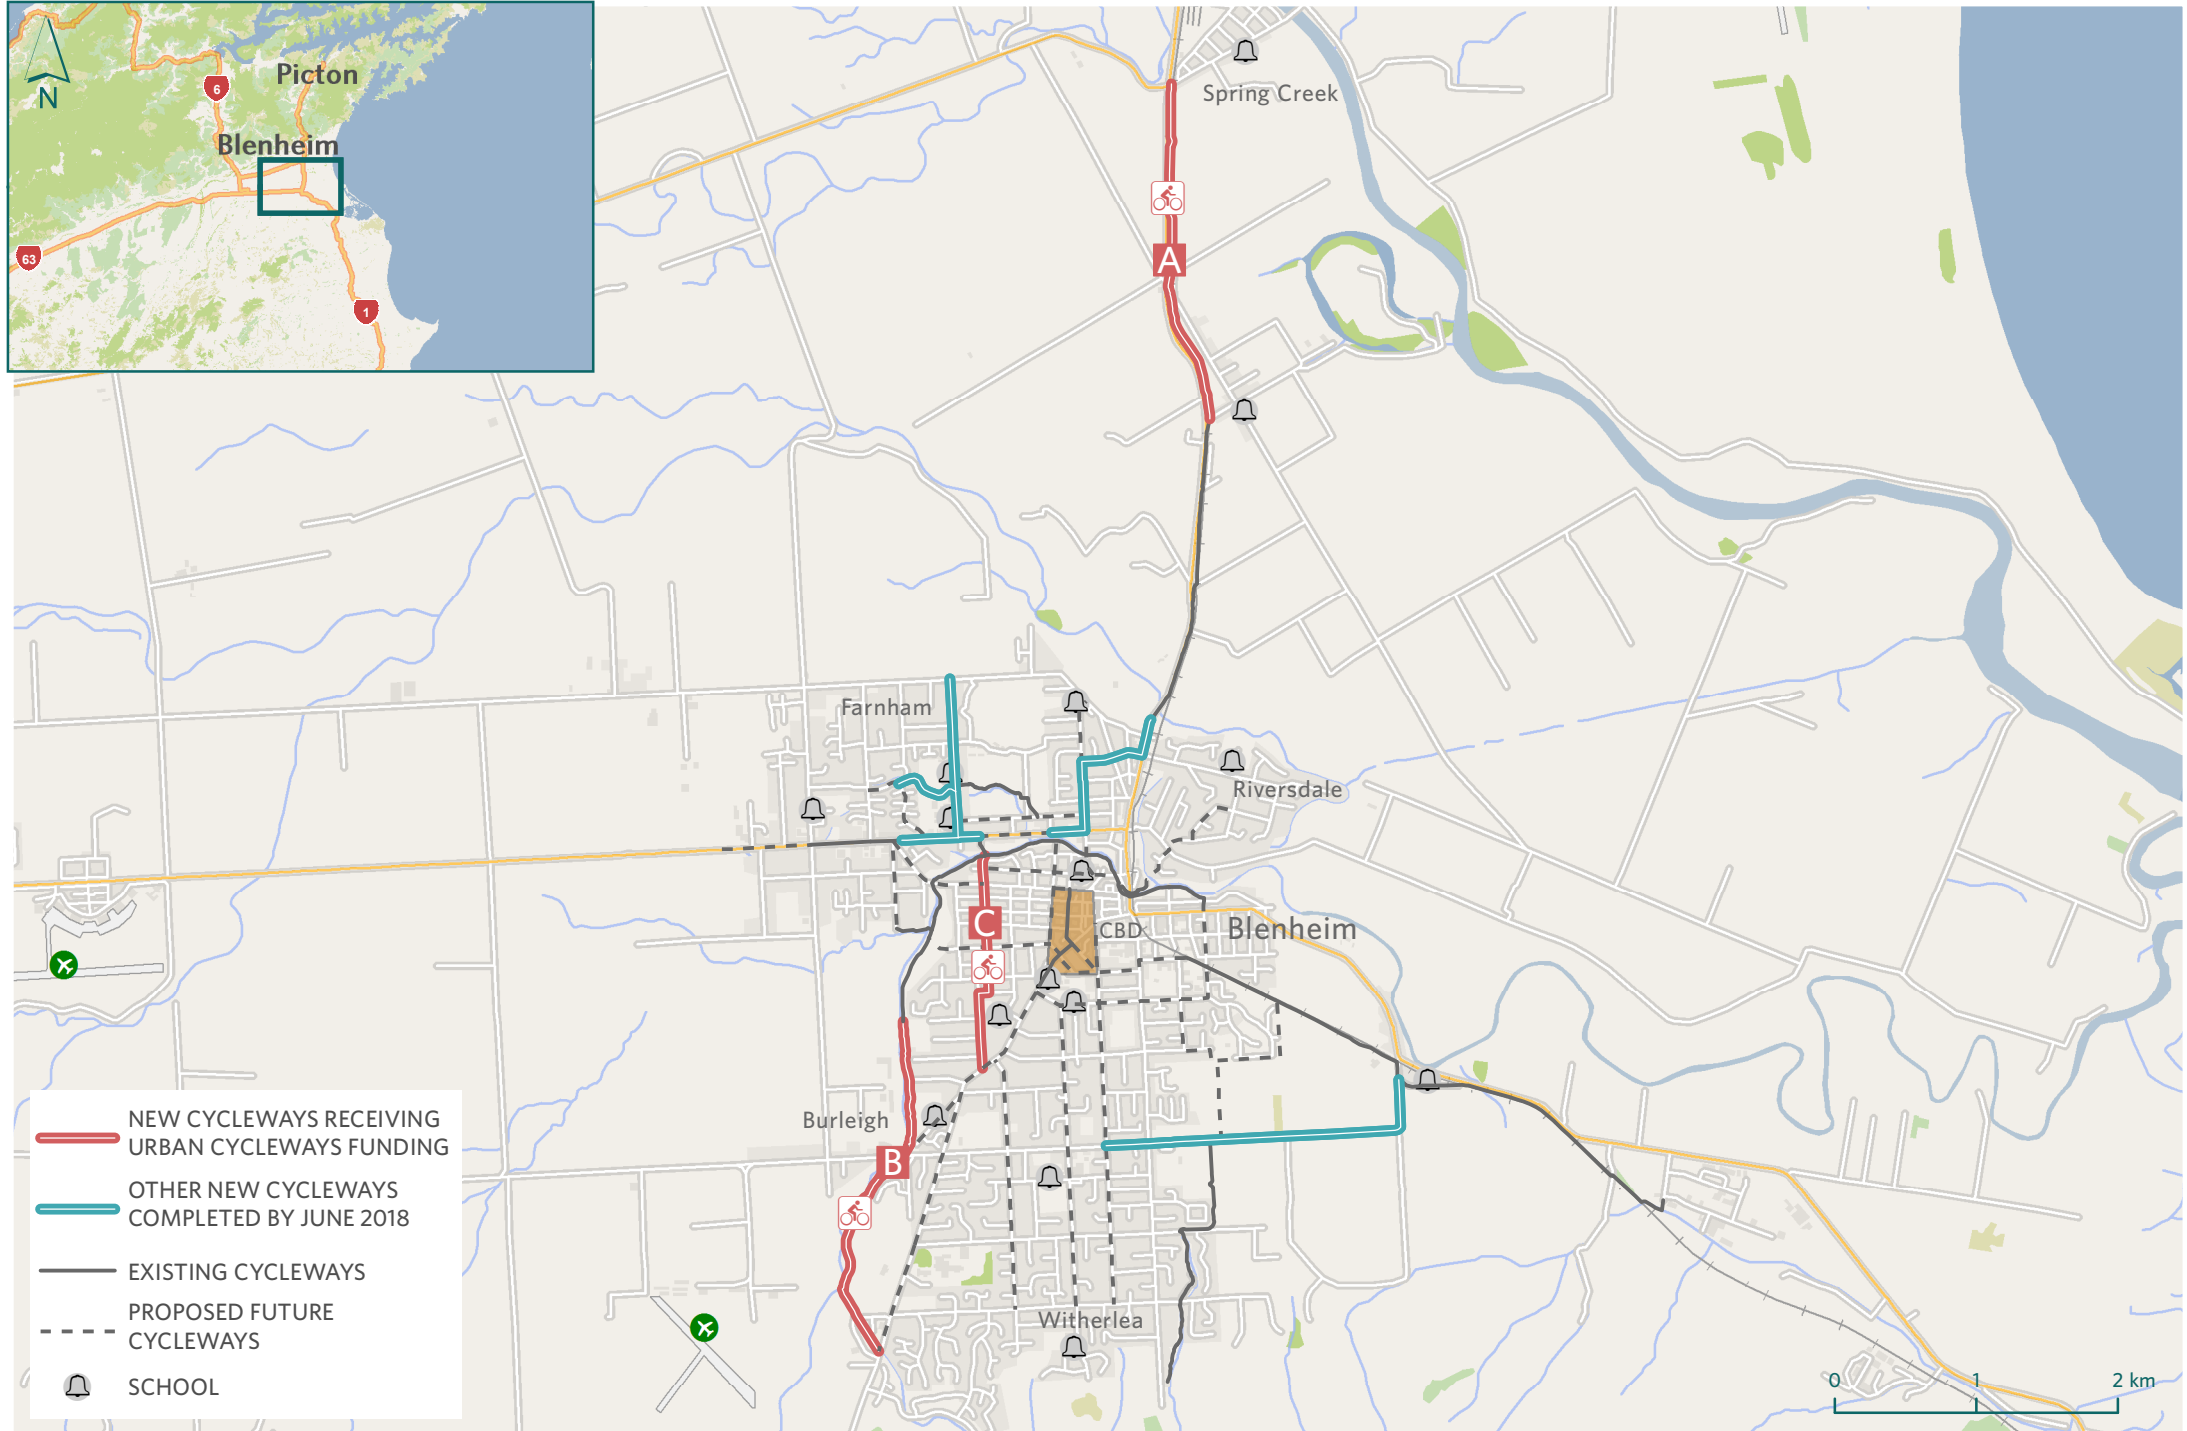 N
6
Picton
Blenheim
63
1
Spring Creek
A
Farnham
Riversdale
C
CBD
Blenheim
Burleigh
B
Witherlea
NEW CYCLEWAYS RECEIVING
URBAN CYCLEWAYS FUNDING
OTHER NEW CYCLEWAYS
COMPLETED BY JUNE 2018
EXISTING CYCLEWAYS
PROPOSED FUTURE
CYCLEWAYS
SCHOOL
0 1 2 km